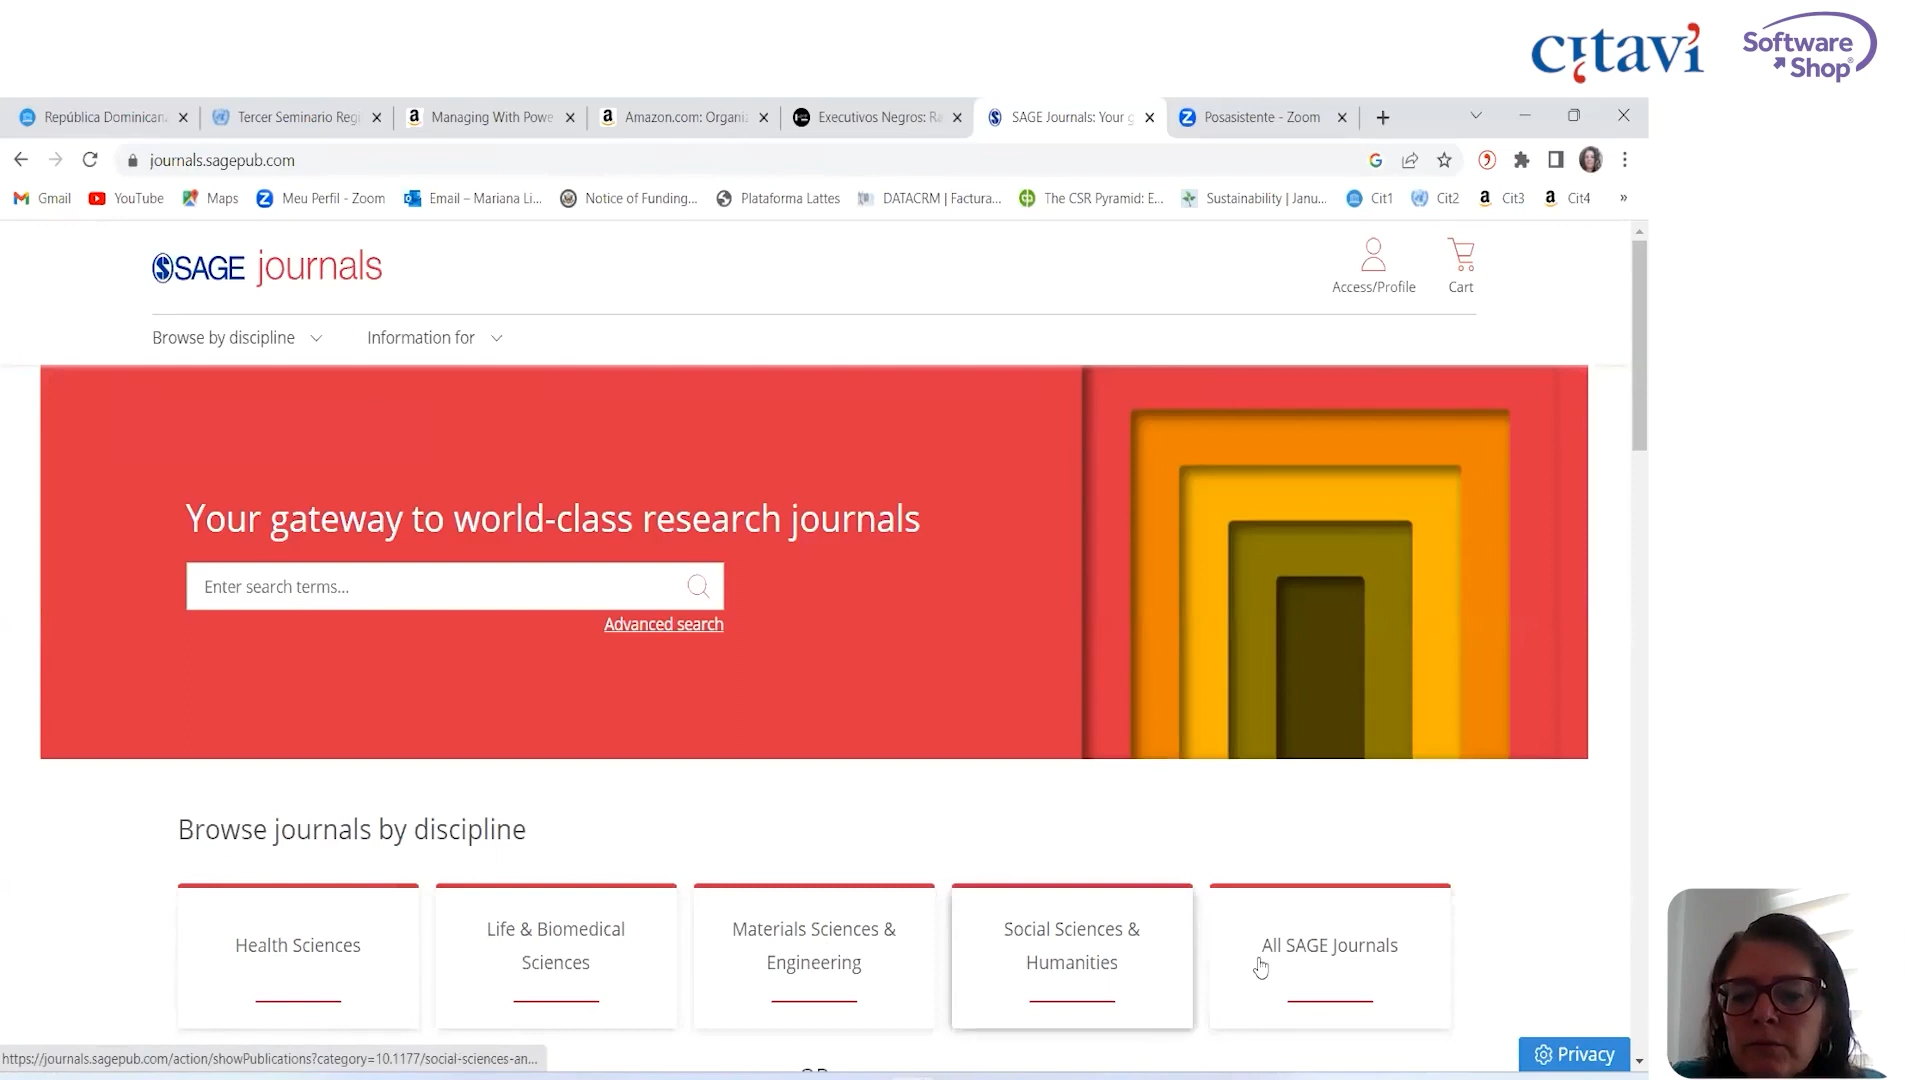 citavi
Software
Shop
República Dominican
Tercer Seminario Regi
Managing With Powe
Amazon.com: Organiz
Executivos Negros: Ra
SAGE Journals: Your g
Posasistente - Zoom
journals.sagepub.com
Gmail
YouTube
Maps
Meu Perfil - Zoom
Email – Mariana Li...
Notice of Funding...
Plataforma Lattes
DATACRM | Factura...
The CSR Pyramid: E...
Sustainability | Janu...
Cit1
Cit2
Cit3
Cit4
»
SAGE journals
Access/Profile
Cart
Browse by discipline
Information for
Your gateway to world-class research journals
Enter search terms...
Advanced search
Browse journals by discipline
Health Sciences
Life & Biomedical
Sciences
Materials Sciences &
Engineering
Social Sciences &
Humanities
All SAGE Journals
https://journals.sagepub.com/action/showPublications?category=10.1177/social-sciences-an...
Privacy